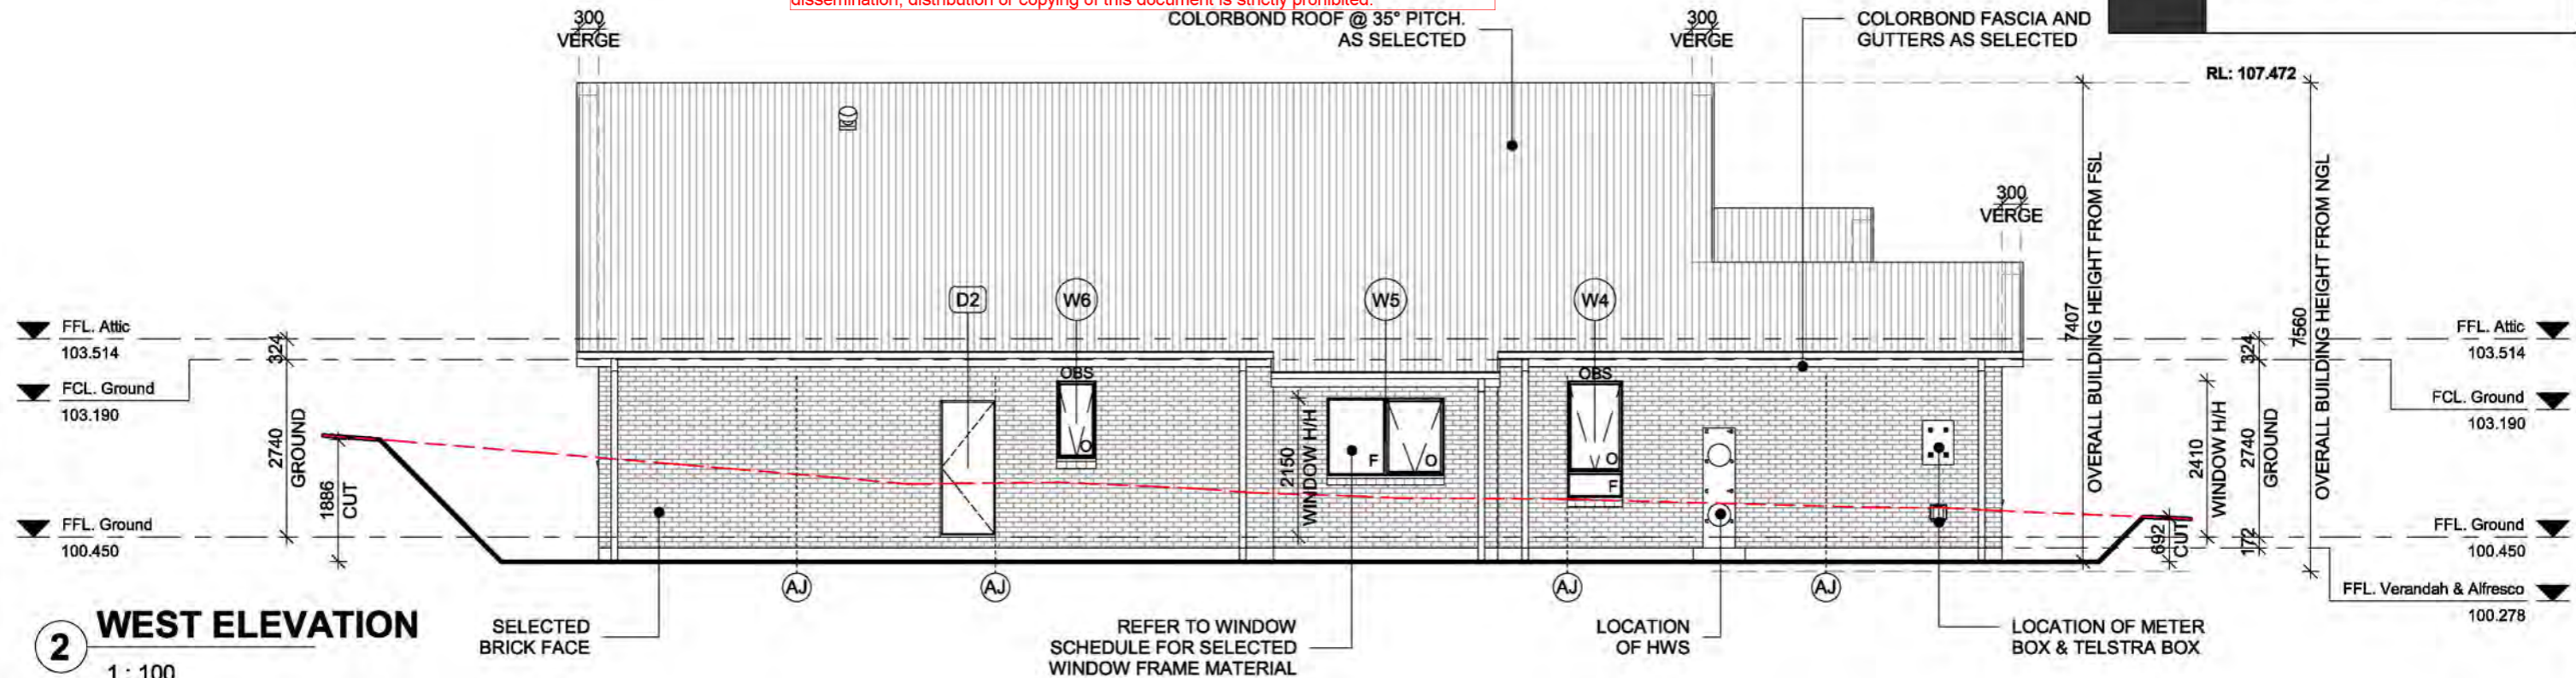 dissemination, distribution or copying of this document is strictly prohibited.
300
VERGE
COLORBOND ROOF @ 35° PITCH.
AS SELECTED
300
VERGE
COLORBOND FASCIA AND
GUTTERS AS SELECTED
RL: 107.472
300
VERGE
D2
W6
W5
W4
FFL. Attic
103.514
FCL. Ground
103.190
FFL. Ground
100.450
324
2740
GROUND
1886
CUT
OBS
O
2150
WINDOW H/H
F
O
OBS
O
F
7407
OVERALL BUILDING HEIGHT FROM FSL
692
CUT
2410
WINDOW H/H
324
2740
GROUND
172
7560
OVERALL BUILDING HEIGHT FROM NGL
FFL. Attic
103.514
FCL. Ground
103.190
FFL. Ground
100.450
FFL. Verandah & Alfresco
100.278
AJ
AJ
AJ
AJ
2
WEST ELEVATION
1 : 100
SELECTED
BRICK FACE
REFER TO WINDOW
SCHEDULE FOR SELECTED
WINDOW FRAME MATERIAL
LOCATION
OF HWS
LOCATION OF METER
BOX & TELSTRA BOX